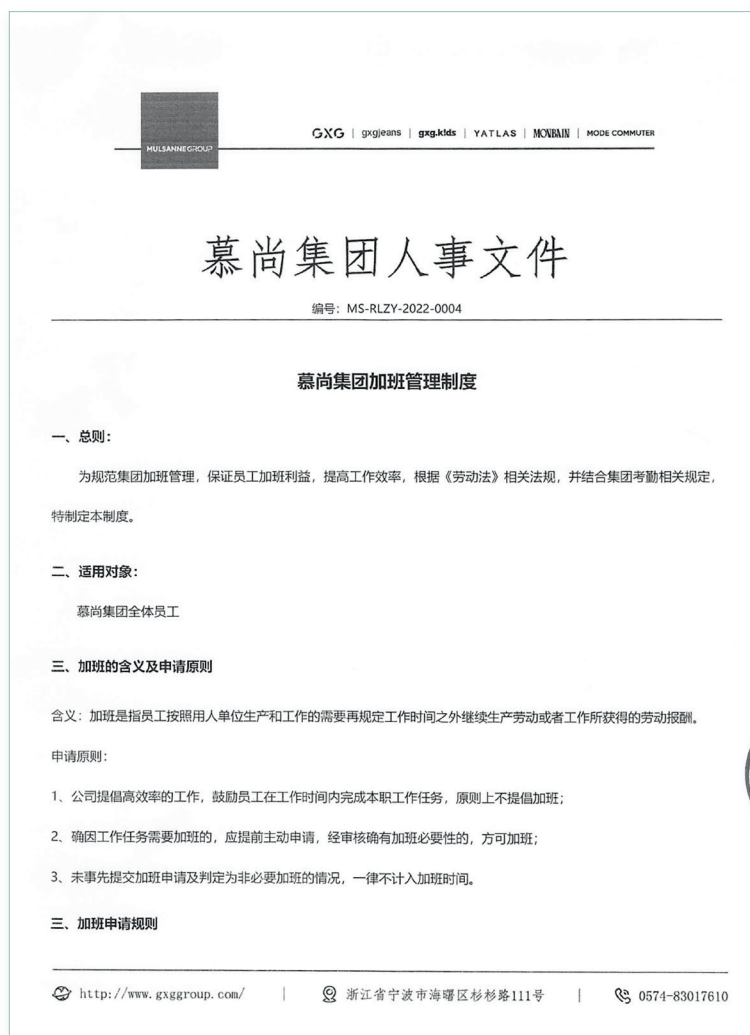 MULSANNEGROUP
GXG | gxgjeans | gxg.kids | YATLAS | MONBAIN | MODE COMMUTER
慕尚集团人事文件
编号：MS-RLZY-2022-0004
慕尚集团加班管理制度
一、总则：
为规范集团加班管理，保证员工加班利益，提高工作效率，根据《劳动法》相关法规，并结合集团考勤相关规定，
特制定本制度。
二、适用对象：
慕尚集团全体员工
三、加班的含义及申请原则
含义：加班是指员工按照用人单位生产和工作的需要再规定工作时间之外继续生产劳动或者工作所获得的劳动报酬。
申请原则：
1、公司提倡高效率的工作，鼓励员工在工作时间内完成本职工作任务，原则上不提倡加班；
2、确因工作任务需要加班的，应提前主动申请，经审核确有加班必要性的，方可加班；
3、未事先提交加班申请及判定为非必要加班的情况，一律不计入加班时间。
三、加班申请规则
http://www.gxggroup.com/ | 浙江省宁波市海曙区杉杉路111号 | 0574-83017610